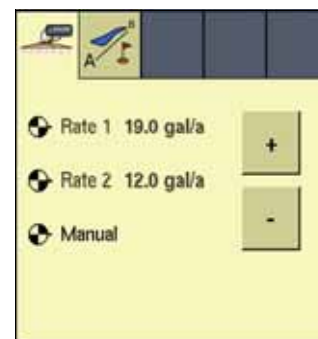 A B
Rate 1 19.0 gal/a
+
Rate 2 12.0 gal/a
-
Manual